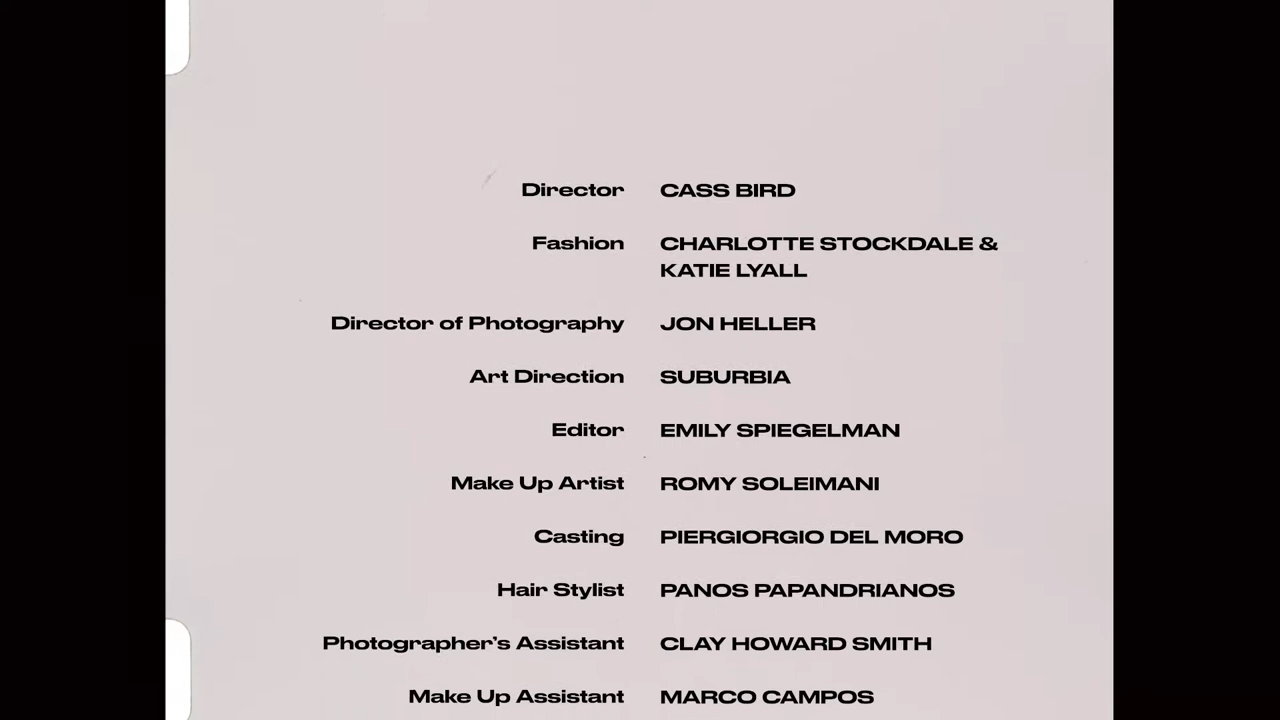 Director CASS BIRD
Fashion CHARLOTTE STOCKDALE &
KATIE LYALL
Director of Photography JON HELLER
Art Direction SUBURBIA
Editor EMILY SPIEGELMAN
Make Up Artist ROMY SOLEIMANI
Casting PIERGIORGIO DEL MORO
Hair Stylist PANOS PAPANDRIANOS
Photographer's Assistant CLAY HOWARD SMITH
Make Up Assistant MARCO CAMPOS